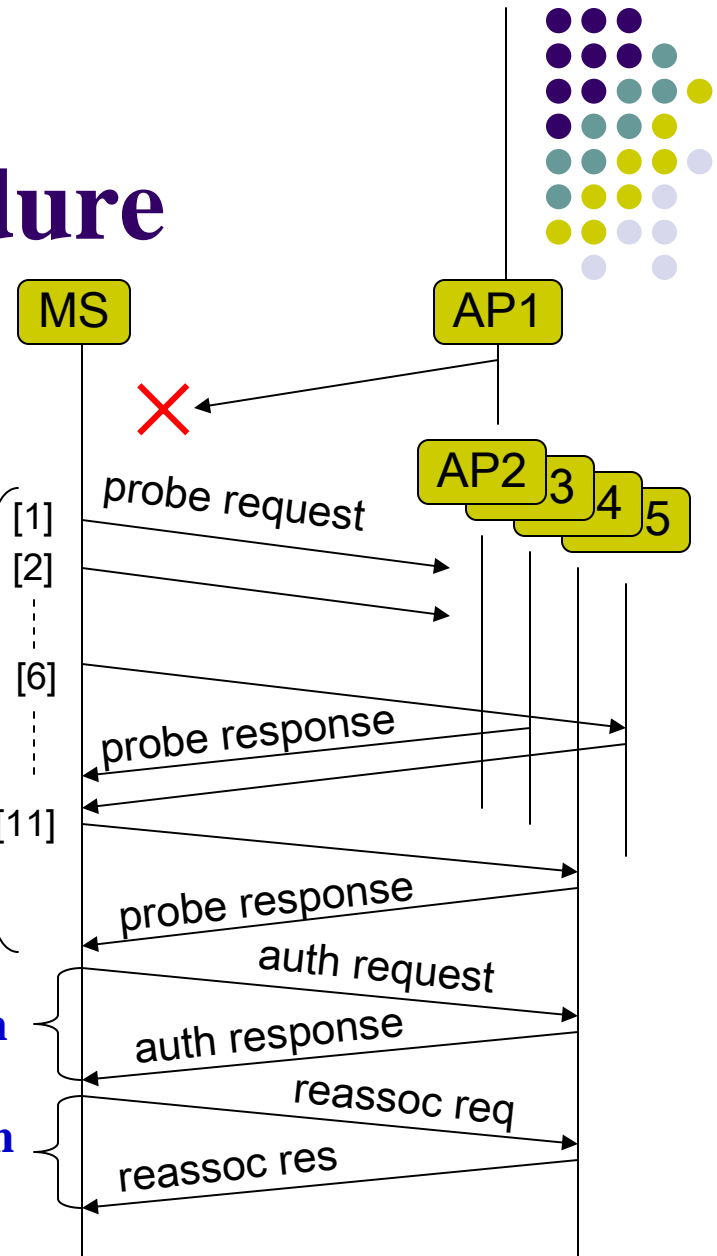 dure
MS
AP1
AP2
3
4
5
probe request
[1]
[2]
[6]
probe response
[11]
probe response
auth request
auth response
reassoc req
reassoc res